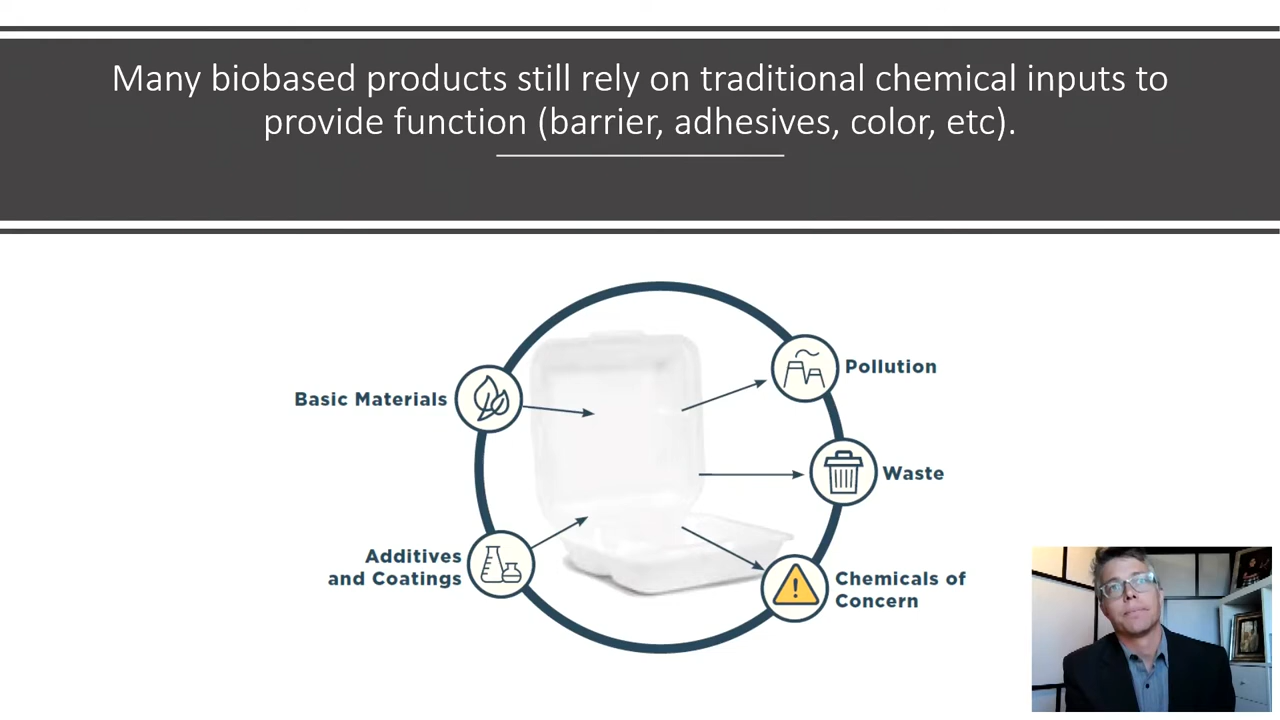 Many biobased products still rely on traditional chemical inputs to
provide function (barrier, adhesives, color, etc).
Basic Materials
Additives
and Coatings
Pollution
Waste
Chemicals of
Concern